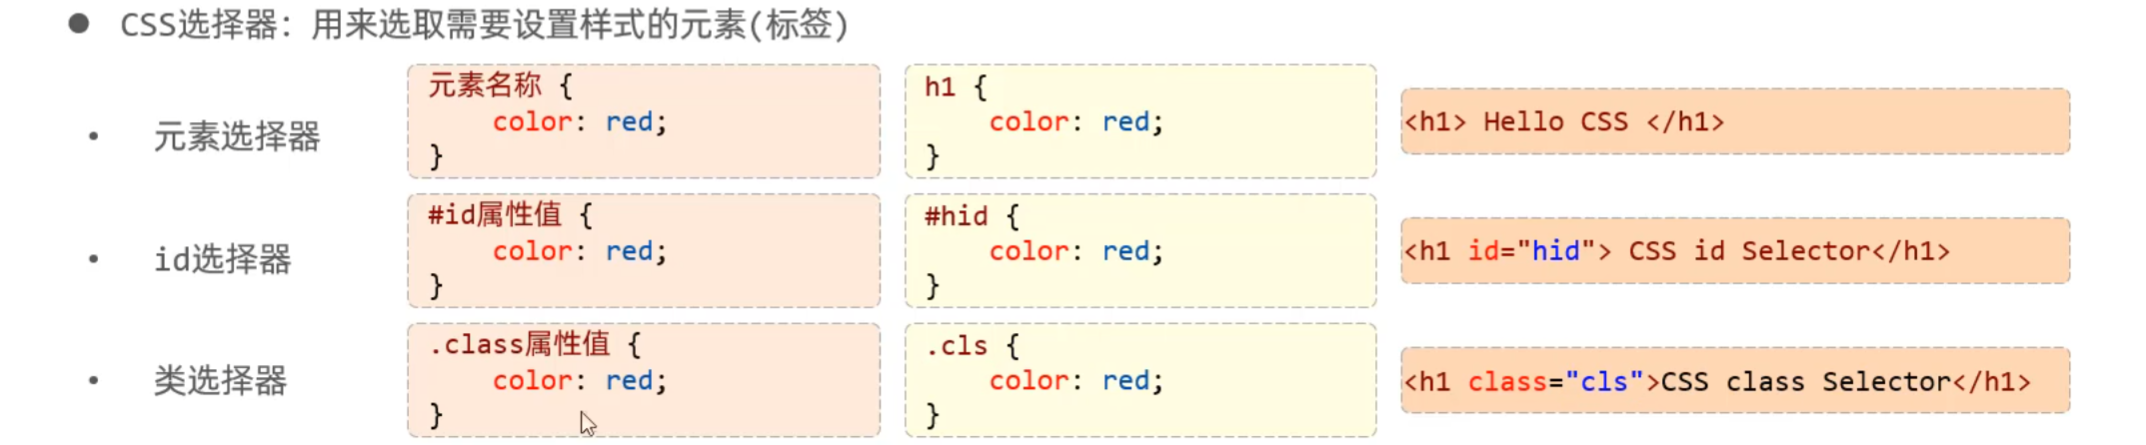 ● CSS选择器：用来选取需要设置样式的元素(标签)
• 元素选择器
元素名称 {
color: red;
}
h1 {
color: red;
}
<h1> Hello CSS </h1>
• id选择器
#id属性值 {
color: red;
}
#hid {
color: red;
}
<h1 id="hid"> CSS id Selector</h1>
• 类选择器
.class属性值 {
color: red;
}
.cls {
color: red;
}
<h1 class="cls">CSS class Selector</h1>